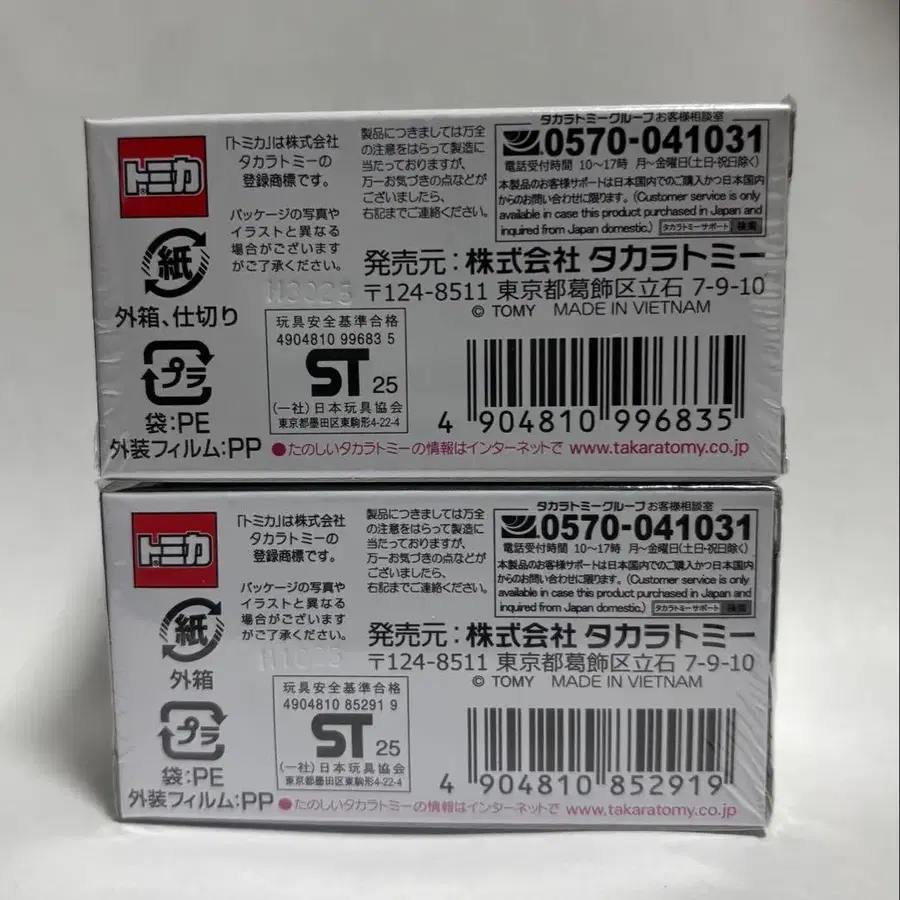 トミカ
「トミカ」は株式会社
タカラトミーの
登録商標です。
パッケージの写真や
イラストと異なる
場合がございます
がご了承ください。
製品につきましては万全
の注意をはらって製造に
当たっておりますが、
万一お気づきの点などが
ございましたら、
右記までご連絡ください。
タカラトミーグループお客様相談室
0570-041031
電話受付時間 10～17時 月～金曜日(土日・祝日除く)
本製品のお客様サポートは日本国内でのご購入かつ日本国内
からのお問い合わせに限ります。(Customer service is only
available in case this product purchased in Japan and
inquired from Japan domestic.) タカラトミーサポート 検索
発売元：株式会社 タカラトミー
〒124-8511 東京都葛飾区立石 7-9-10
© TOMY MADE IN VIETNAM
紙
外箱、仕切り
プラ
袋:PE
外装フィルム:PP
玩具安全基準合格
4904810 99683 5
ST 25
(一社)日本玩具協会
東京都墨田区東駒形4-22-4
4 904810 996835
●たのしいタカラトミーの情報はインターネットで www.takaratomy.co.jp
トミカ
「トミカ」は株式会社
タカラトミーの
登録商標です。
パッケージの写真や
イラストと異なる
場合がございます
がご了承ください。
製品につきましては万全
の注意をはらって製造に
当たっておりますが、
万一お気づきの点などが
ございましたら、
右記までご連絡ください。
タカラトミーグループお客様相談室
0570-041031
電話受付時間 10～17時 月～金曜日(土日・祝日除く)
本製品のお客様サポートは日本国内でのご購入かつ日本国内
からのお問い合わせに限ります。(Customer service is only
available in case this product purchased in Japan and
inquired from Japan domestic.) タカラトミーサポート 検索
発売元：株式会社 タカラトミー
〒124-8511 東京都葛飾区立石 7-9-10
© TOMY MADE IN VIETNAM
紙
外箱
プラ
袋:PE
外装フィルム:PP
玩具安全基準合格
4904810 85291 9
ST 25
(一社)日本玩具協会
東京都墨田区東駒形4-22-4
4 904810 852919
●たのしいタカラトミーの情報はインターネットで www.takaratomy.co.jp